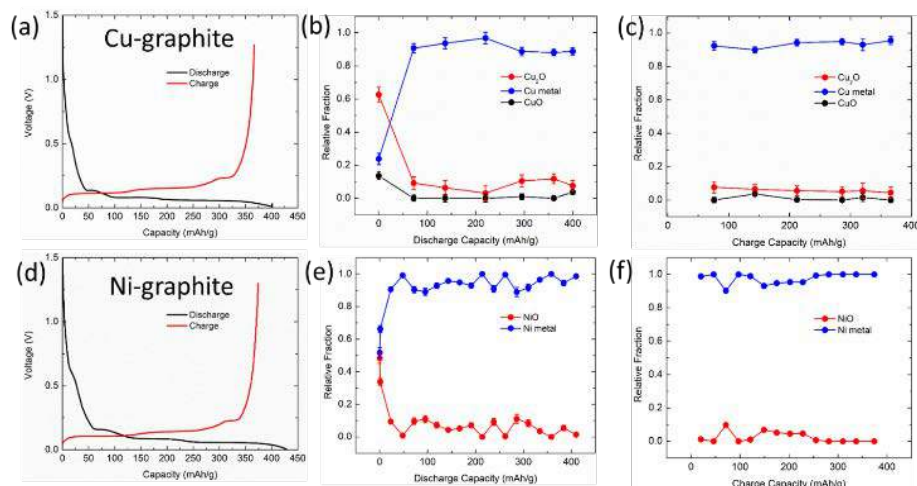 (a)
Cu-graphite
Discharge
Charge
Voltage (V)
1.5
1.0
0.5
0.0
0 50 100 150 200 250 300 350 400 450
Capacity (mAh/g)
(b)
Cu₂O
Cu metal
CuO
Relative Fraction
1.0
0.8
0.6
0.4
0.2
0.0
0 100 200 300 400
Discharge Capacity (mAh/g)
(c)
Cu₂O
Cu metal
CuO
Relative Fraction
1.0
0.8
0.6
0.4
0.2
0.0
0 100 200 300 400
Charge Capacity (mAh/g)
(d)
Ni-graphite
Discharge
Charge
Voltage (V)
1.5
1.0
0.5
0.0
0 50 100 150 200 250 300 350 400 450
Capacity (mAh/g)
(e)
NiO
Ni metal
Relative Fraction
1.0
0.8
0.6
0.4
0.2
0.0
0 100 200 300 400
Discharge Capacity (mAh/g)
(f)
NiO
Ni metal
Relative Fraction
1.0
0.8
0.6
0.4
0.2
0.0
0 100 200 300 400
Charge Capacity (mAh/g)